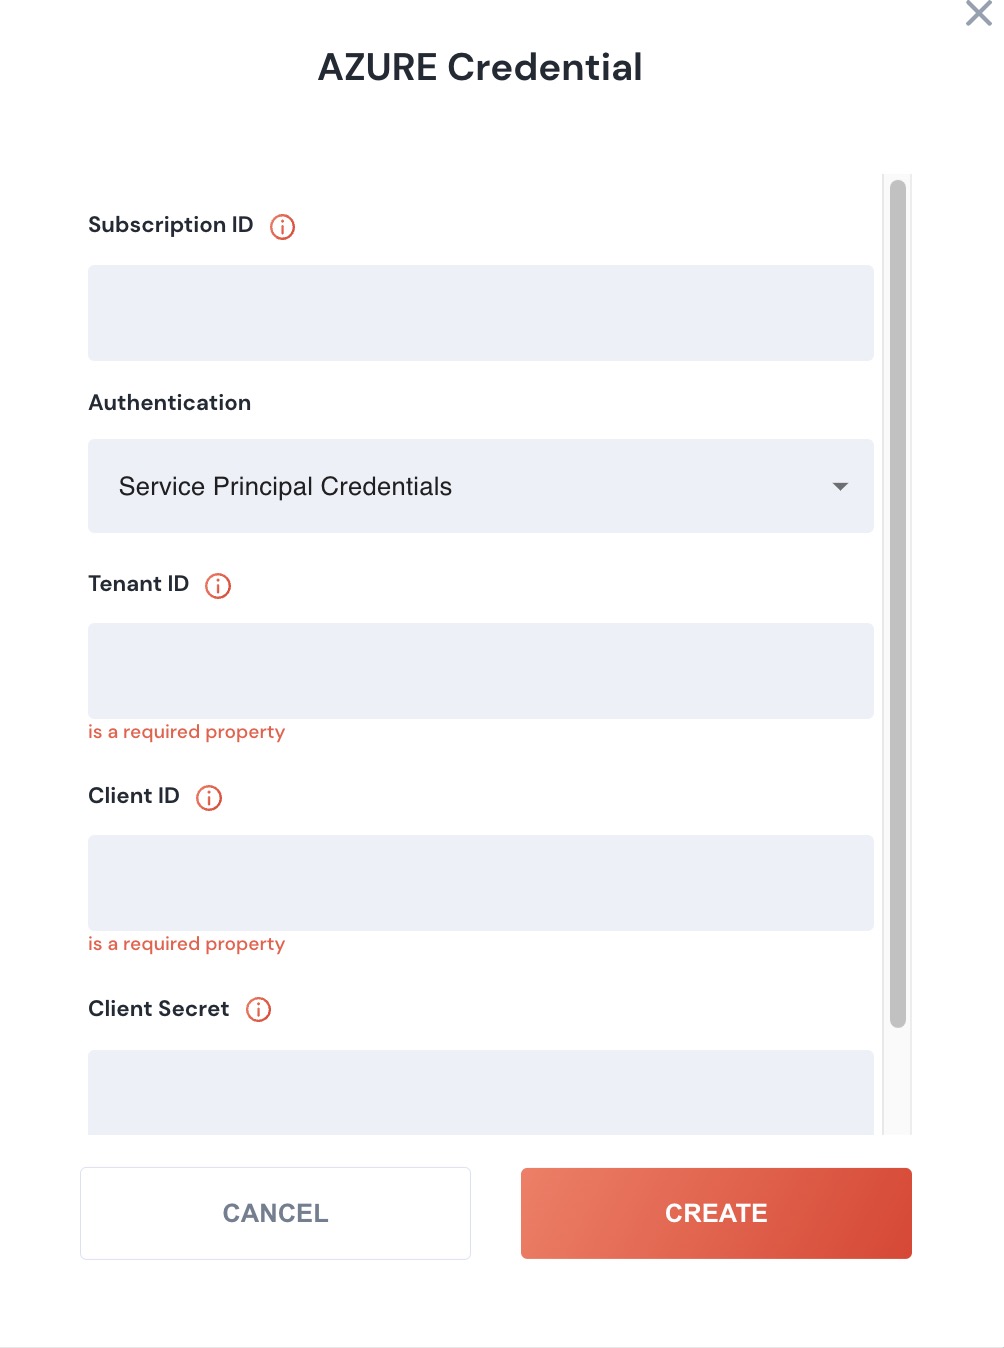 AZURE Credential
Subscription ID
Authentication
Service Principal Credentials
Tenant ID
is a required property
Client ID
is a required property
Client Secret
CANCEL
CREATE